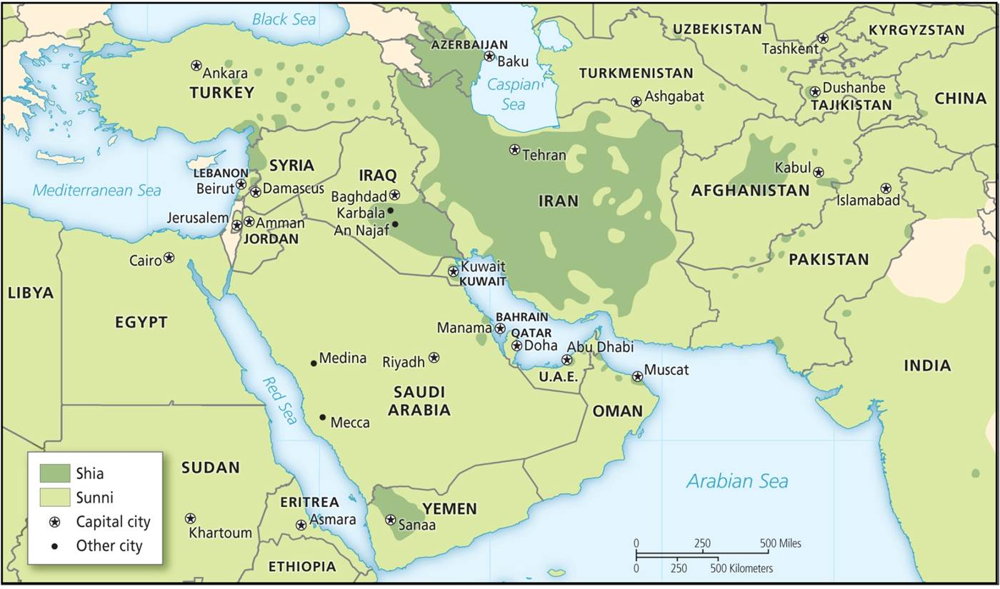 Black Sea
AZERBAIJAN
Baku
UZBEKISTAN
Tashkent
KYRGYZSTAN
Ankara
TURKEY
Caspian
Sea
TURKMENISTAN
Ashgabat
Dushanbe
TAJIKISTAN
CHINA
Tehran
LEBANON
Beirut
SYRIA
Damascus
IRAQ
Baghdad
Karbala
An Najaf
IRAN
Kabul
AFGHANISTAN
Islamabad
Mediterranean Sea
Jerusalem
Amman
JORDAN
Cairo
Kuwait
KUWAIT
PAKISTAN
LIBYA
EGYPT
BAHRAIN
Manama
QATAR
Doha
Abu Dhabi
U.A.E.
Muscat
INDIA
Medina
Riyadh
SAUDI
ARABIA
OMAN
Red Sea
Mecca
SUDAN
Khartoum
ERITREA
Asmara
ETHIOPIA
YEMEN
Sanaa
Arabian Sea
Shia
Sunni
Capital city
Other city
0 250 500 Miles
0 250 500 Kilometers